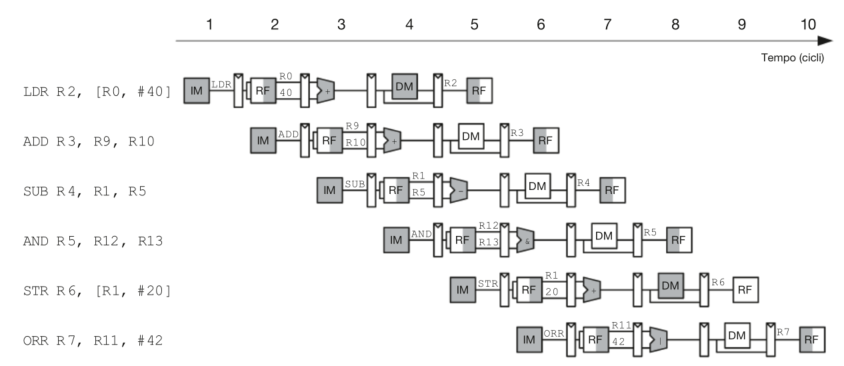 1 2 3 4 5 6 7 8 9 10
Tempo (cicli)
LDR R2, [R0, #40] IM LDR RF R0 40 + DM R2 RF
ADD R3, R9, R10 IM ADD RF R9 R10 + DM R3 RF
SUB R4, R1, R5 IM SUB RF R1 R5 - DM R4 RF
AND R5, R12, R13 IM AND RF R12 R13 & DM R5 RF
STR R6, [R1, #20] IM STR RF R1 20 + DM R6 RF
ORR R7, R11, #42 IM ORR RF R11 42 | DM R7 RF